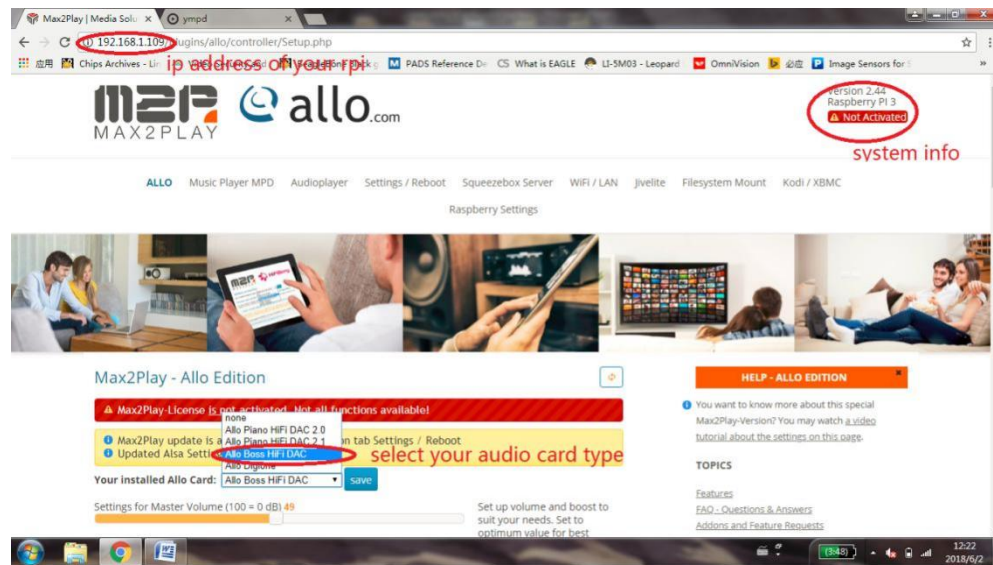 Max2Play | Media Solu
ympd
192.168.1.109/plugins/allo/controller/Setup.php
ip address of your rpi
应用
Chips Archives - Lin
PADS Reference De
CS What is EAGLE
LI-5M03 - Leopard
OmniVision
必应
Image Sensors for S
»
M2P
MAX2PLAY
allo.com
Version 2.44
Raspberry PI 3
Not Activated
system info
ALLO
Music Player MPD
Audioplayer
Settings / Reboot
Squeezebox Server
WiFi / LAN
Jivelite
Filesystem Mount
Kodi / XBMC
Raspberry Settings
Max2Play - Allo Edition
HELP - ALLO EDITION
Max2Play-License is not activated. Not all functions available!
none
Allo Piano HiFi DAC 2.0
Allo Piano HiFi DAC 2.1
Allo Boss HiFi DAC
Allo Digione
Max2Play update is a
on tab Settings / Reboot
Updated Alsa Setti
select your audio card type
Your installed Allo Card:
Allo Boss HiFi DAC
save
Settings for Master Volume (100 = 0 dB) 49
Set up volume and boost to
suit your needs. Set to
optimum value for best
You want to know more about this special
Max2Play-Version? You may watch a video
tutorial about the settings on this page.
TOPICS
Features
FAQ - Questions & Answers
Addons and Feature Requests
(3:48)
12:22
2018/6/2